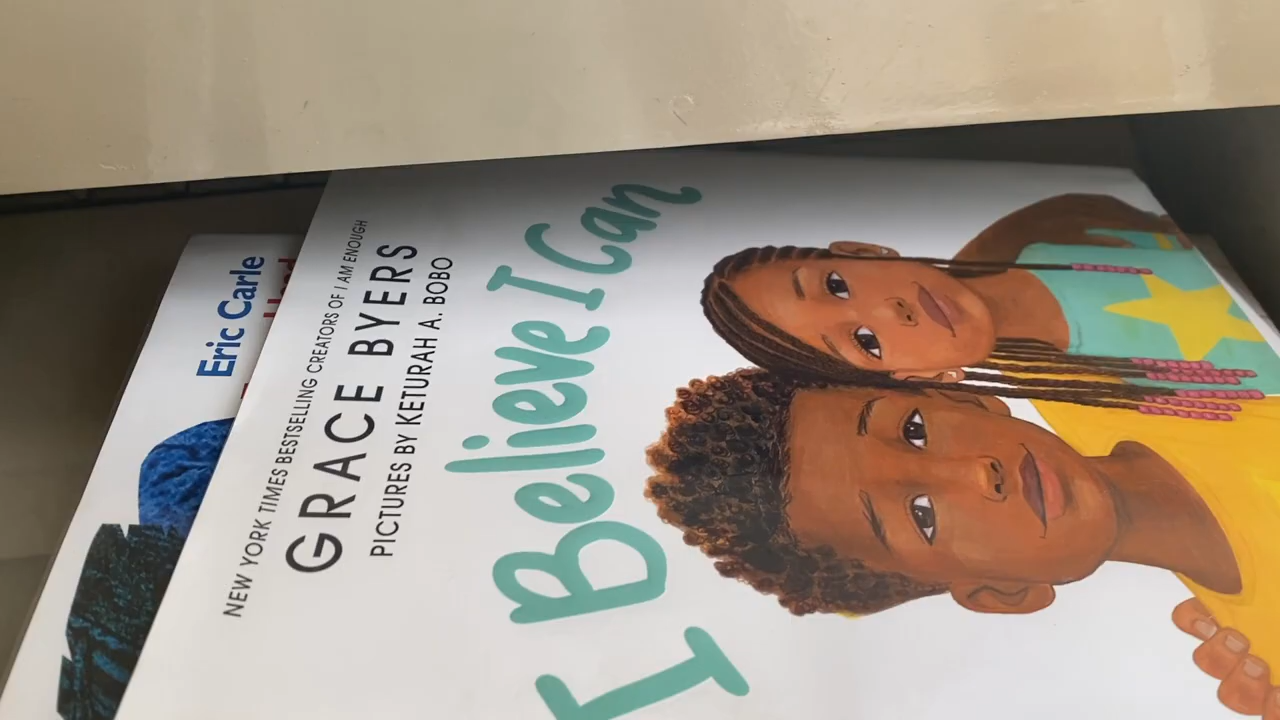 NEW YORK TIMES BESTSELLING CREATORS OF I AM ENOUGH
GRACE BYERS
PICTURES BY KETURAH A. BOBO
I Believe I Can
Eric Carle